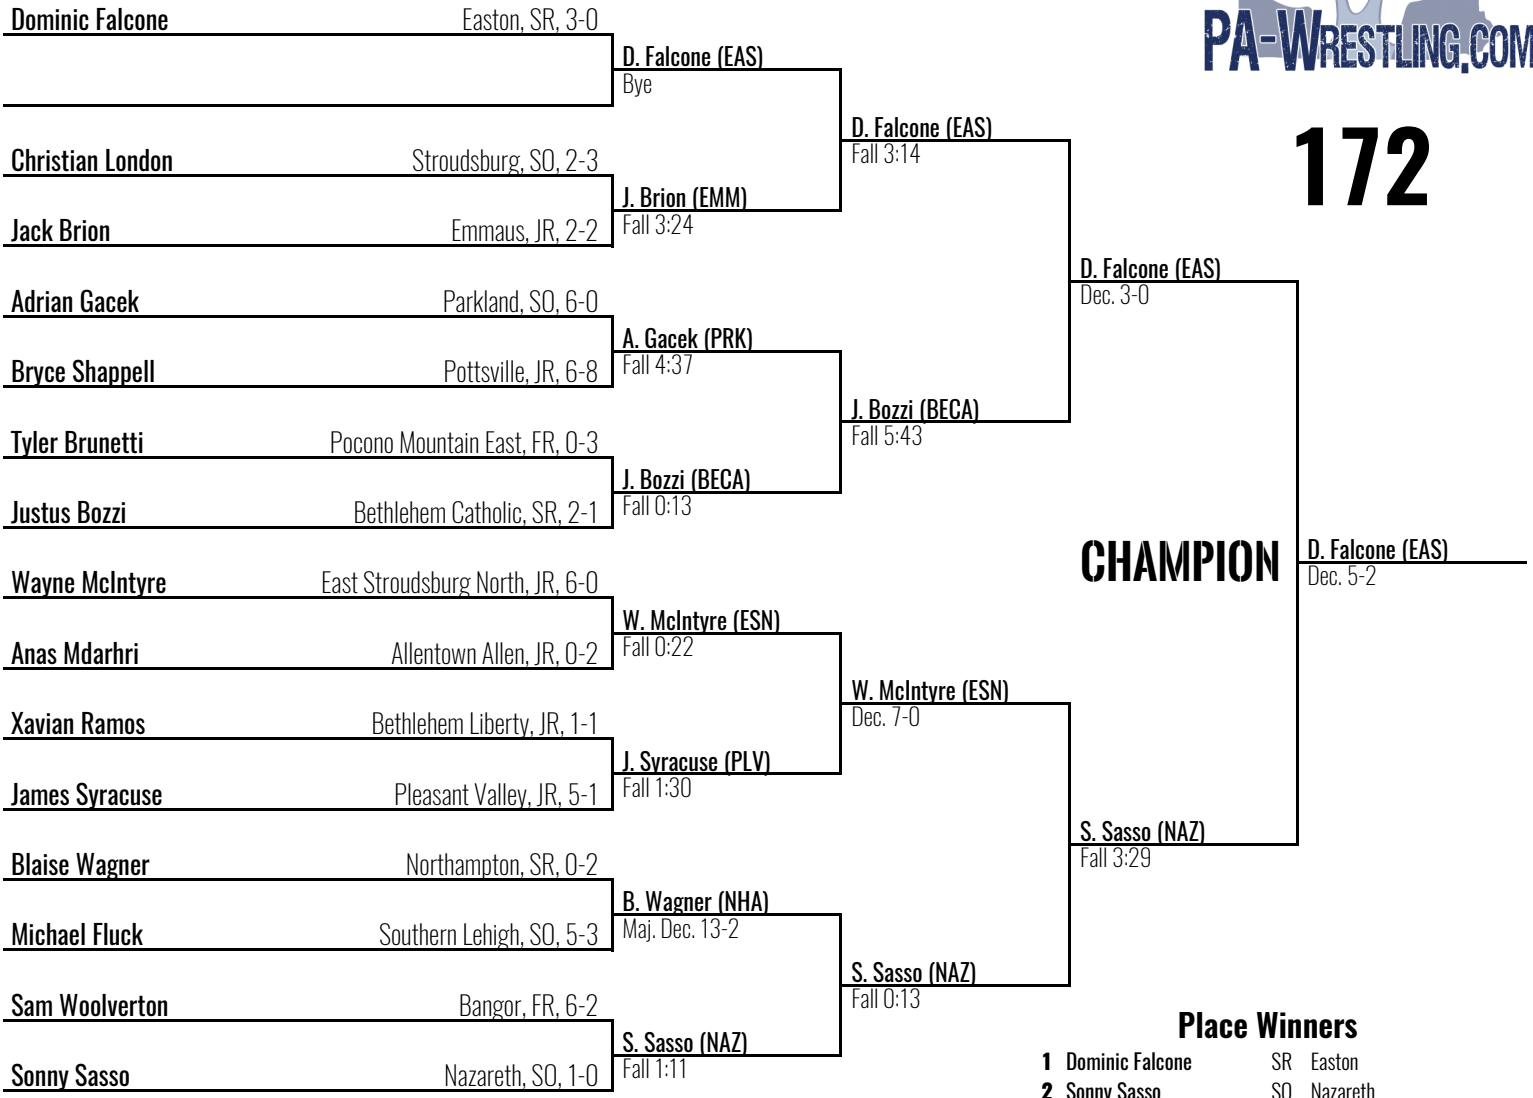 PA-WRESTLING.COM
172
Dominic Falcone Easton, SR, 3-0
D. Falcone (EAS)
Bye
D. Falcone (EAS)
Fall 3:14
Christian London Stroudsburg, SO, 2-3
J. Brion (EMM)
Fall 3:24
Jack Brion Emmaus, JR, 2-2
D. Falcone (EAS)
Dec. 3-0
Adrian Gacek Parkland, SO, 6-0
A. Gacek (PRK)
Fall 4:37
Bryce Shappell Pottsville, JR, 6-8
J. Bozzi (BECA)
Fall 5:43
Tyler Brunetti Pocono Mountain East, FR, 0-3
J. Bozzi (BECA)
Fall 0:13
Justus Bozzi Bethlehem Catholic, SR, 2-1
CHAMPION
D. Falcone (EAS)
Dec. 5-2
Wayne McIntyre East Stroudsburg North, JR, 6-0
W. McIntyre (ESN)
Fall 0:22
Anas Mdarhri Allentown Allen, JR, 0-2
W. McIntyre (ESN)
Dec. 7-0
Xavian Ramos Bethlehem Liberty, JR, 1-1
J. Syracuse (PLV)
Fall 1:30
James Syracuse Pleasant Valley, JR, 5-1
S. Sasso (NAZ)
Fall 3:29
Blaise Wagner Northampton, SR, 0-2
B. Wagner (NHA)
Maj. Dec. 13-2
Michael Fluck Southern Lehigh, SO, 5-3
S. Sasso (NAZ)
Fall 0:13
Sam Woolverton Bangor, FR, 6-2
S. Sasso (NAZ)
Fall 1:11
Sonny Sasso Nazareth, SO, 1-0
Place Winners
1 Dominic Falcone SR Easton
2 Sonny Sasso SO Nazareth